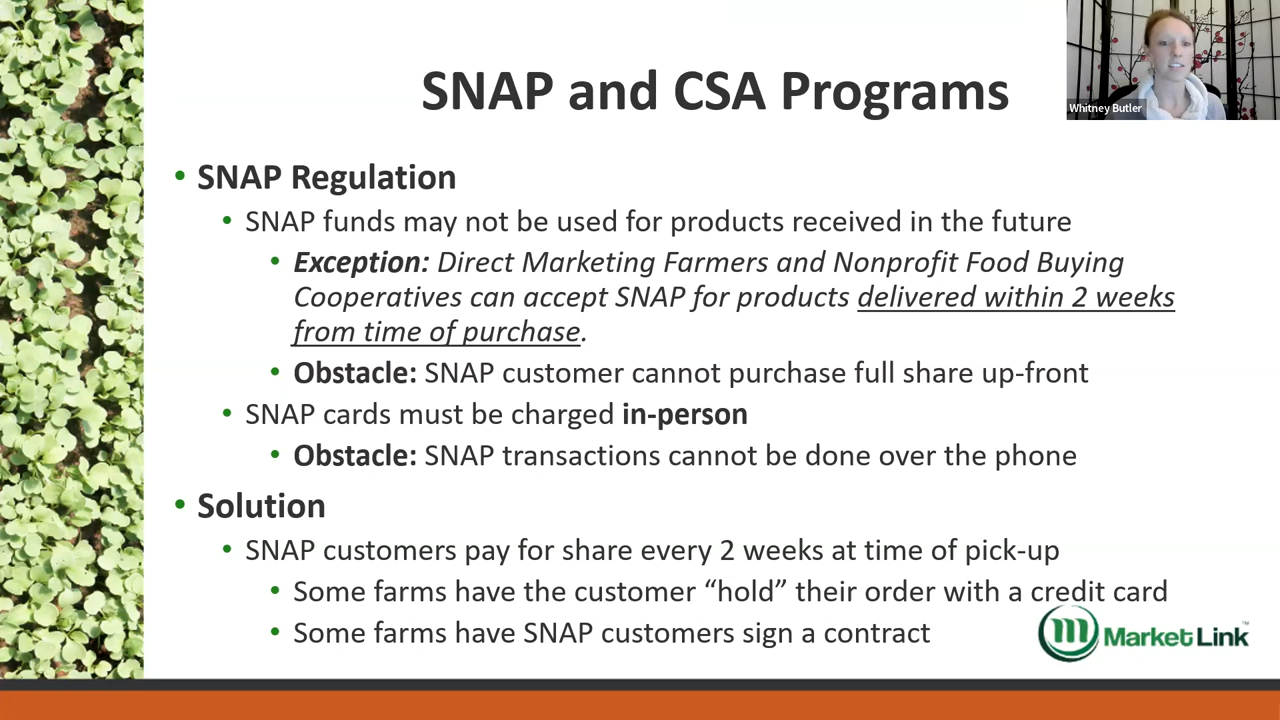 SNAP and CSA Programs
Whitney Butler
• SNAP Regulation
• SNAP funds may not be used for products received in the future
• Exception: Direct Marketing Farmers and Nonprofit Food Buying
Cooperatives can accept SNAP for products delivered within 2 weeks
from time of purchase.
• Obstacle: SNAP customer cannot purchase full share up-front
• SNAP cards must be charged in-person
• Obstacle: SNAP transactions cannot be done over the phone
• Solution
• SNAP customers pay for share every 2 weeks at time of pick-up
• Some farms have the customer “hold” their order with a credit card
• Some farms have SNAP customers sign a contract
MarketLink™